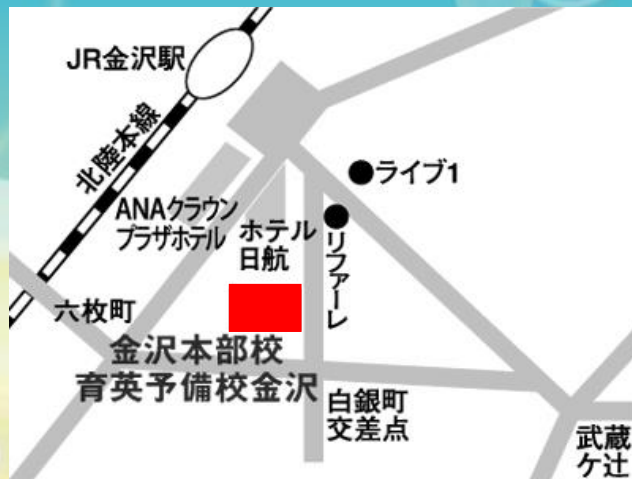 JR金沢駅
北陸本線
ライブ1
ANAクラウン
プラザホテル
ホテル
日航
リファーレ
六枚町
金沢本部校
育英予備校金沢
白銀町
交差点
武蔵
ケ辻